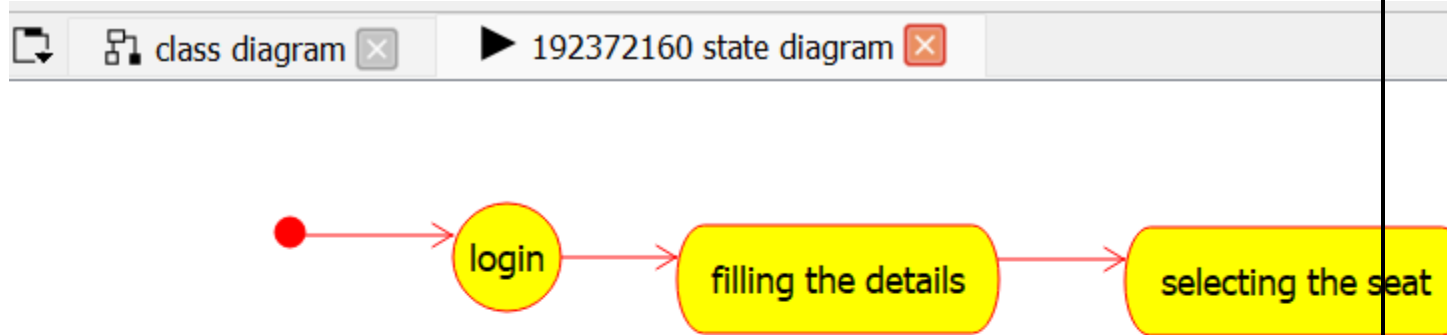 class diagram
192372160 state diagram
login
filling the details
selecting the seat